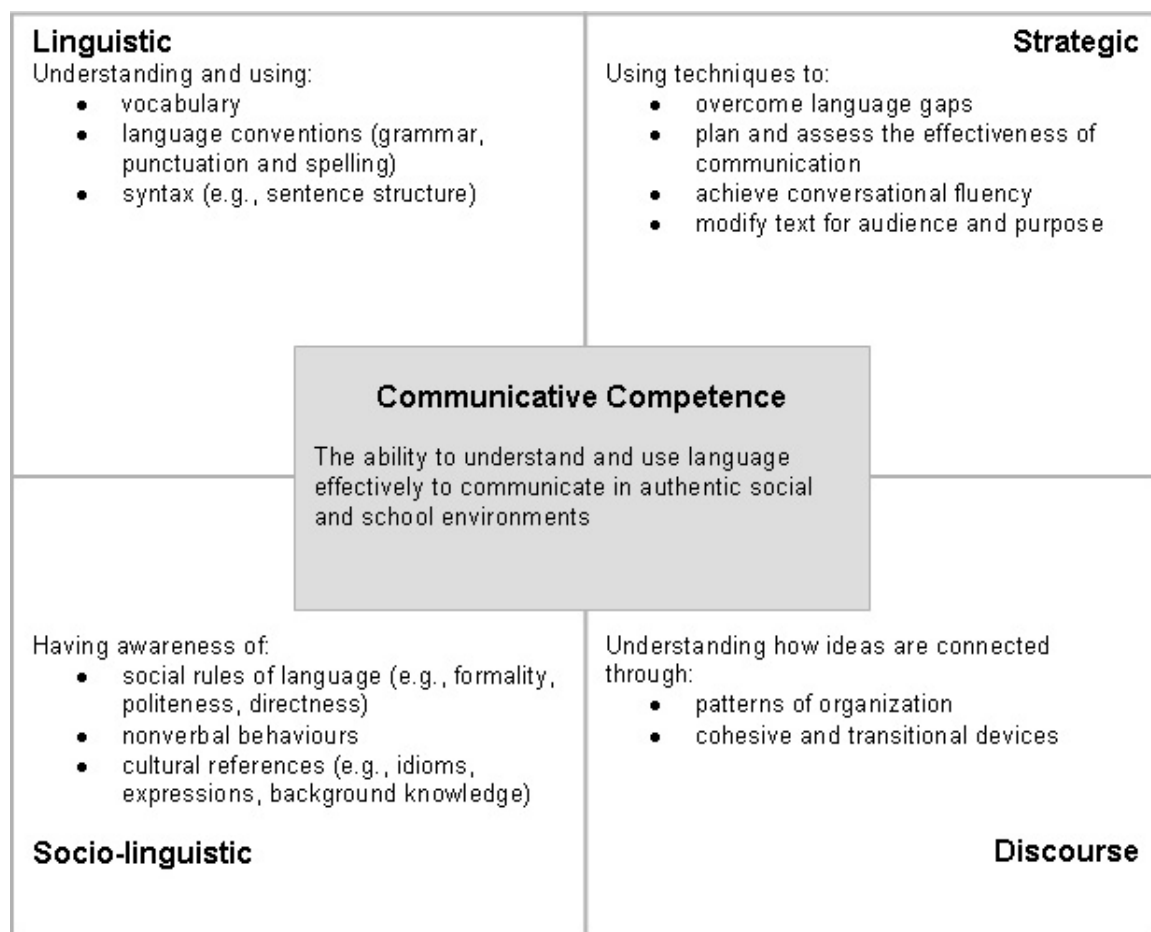 Linguistic
Understanding and using:
• vocabulary
• language conventions (grammar,
punctuation and spelling)
• syntax (e.g., sentence structure)
Strategic
Using techniques to:
• overcome language gaps
• plan and assess the effectiveness of
communication
• achieve conversational fluency
• modify text for audience and purpose
Communicative Competence
The ability to understand and use language
effectively to communicate in authentic social
and school environments
Having awareness of:
• social rules of language (e.g., formality,
politeness, directness)
• nonverbal behaviours
• cultural references (e.g., idioms,
expressions, background knowledge)
Socio-linguistic
Understanding how ideas are connected
through:
• patterns of organization
• cohesive and transitional devices
Discourse